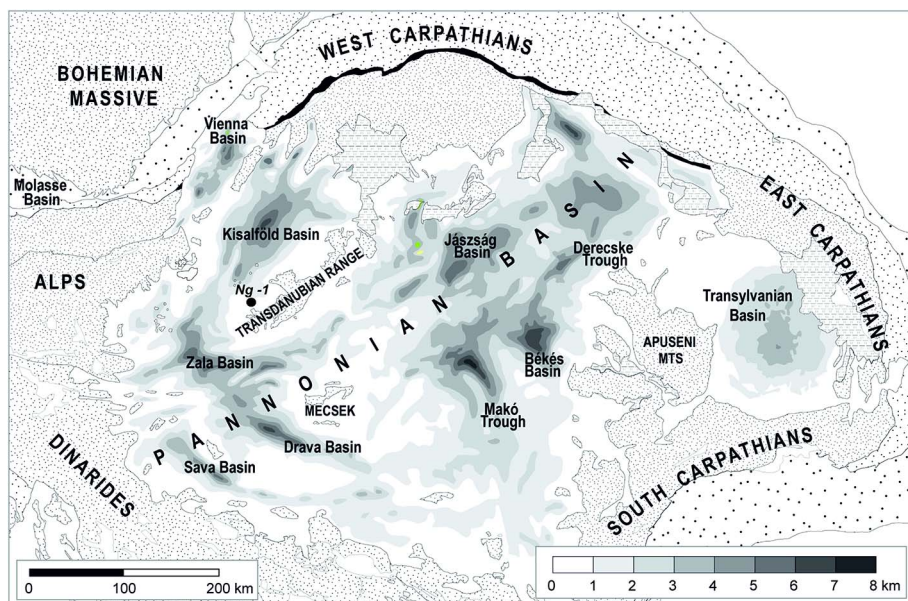 WEST CARPATHIANS
BOHEMIAN
MASSIVE
Vienna
Basin
Molasse
Basin
EAST CARPATHIANS
Kisalföld Basin
Jászság
Basin
Derecske
Trough
ALPS
Ng -1
TRANSDANUBIAN RANGE
Transylvanian
Basin
PANNONIAN BASIN
APUSENI
MTS
Zala Basin
Békés
Basin
MECSEK
Makó
Trough
Drava Basin
Sava Basin
DINARIDES
SOUTH CARPATHIANS
0 100 200 km
0 1 2 3 4 5 6 7 8 km